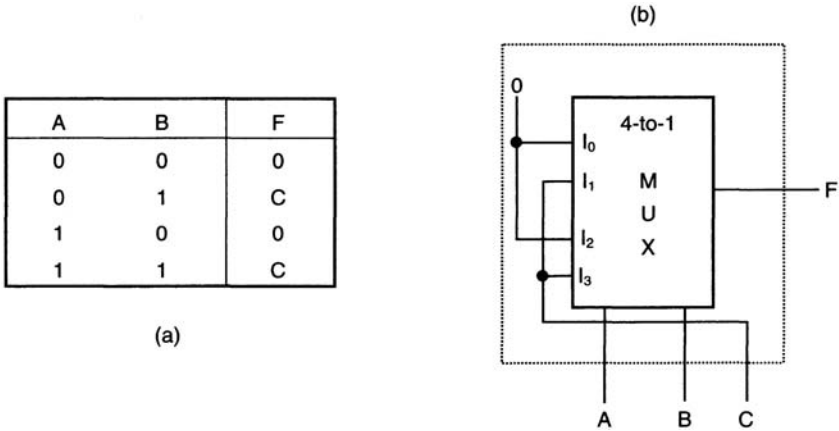 A B F
0 0 0
0 1 C
1 0 0
1 1 C
(a)
(b)
0
4-to-1
I₀
I₁
I₂
I₃
M
U
X
F
A B C